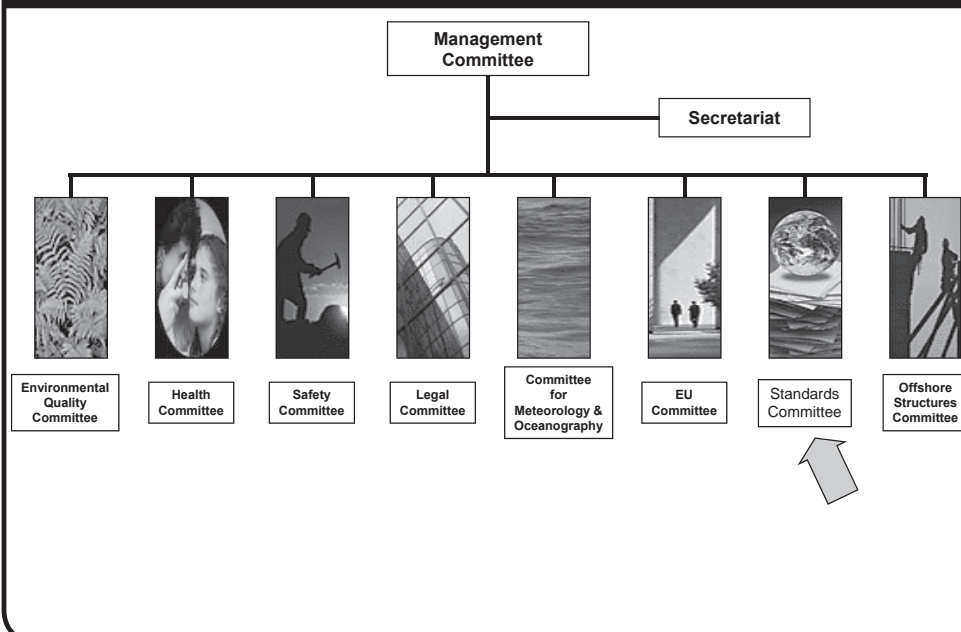 Management
Committee
Secretariat
Environmental
Quality
Committee
Health
Committee
Safety
Committee
Legal
Committee
Committee
for
Meteorology &
Oceanography
EU
Committee
Standards
Committee
Offshore
Structures
Committee